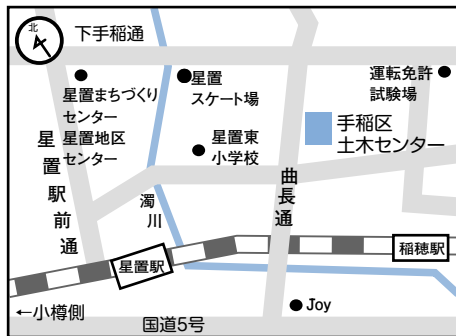 北
下手稲通
星置まちづくり
センター
星置地区
センター
星置
スケート場
運転免許
試験場
手稲区
土木センター
星置東
小学校
星置駅前通
濁川
曲長通
星置駅
稲穂駅
←小樽側
Joy
国道5号